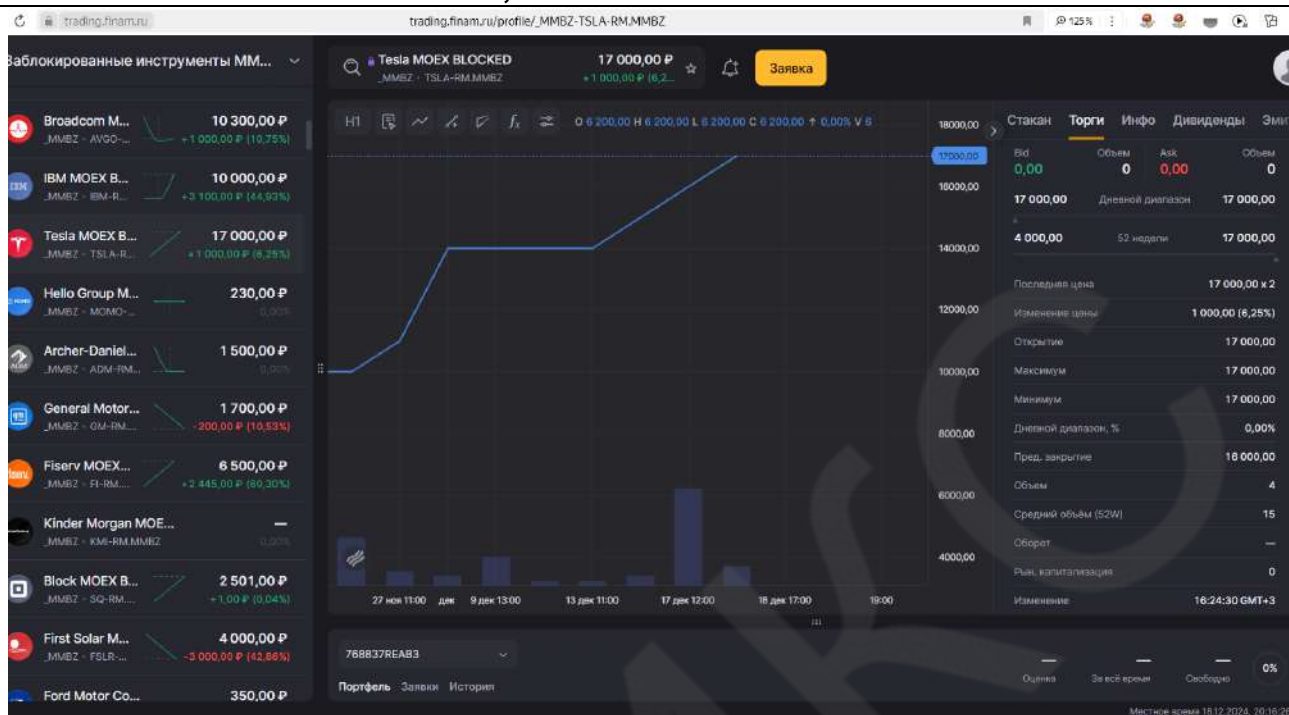 trading.finam.ru
trading.finam.ru/profile/_MMBZ-TSLA-RM.MMBZ
125 %
Заблокированные инструменты MM...
Broadcom M... 10 300,00 ₽
_MMBZ - AVGO-... +1 000,00 ₽ (10,75%)
IBM MOEX B... 10 000,00 ₽
_MMBZ - IBM-R... +3 100,00 ₽ (44,93%)
Tesla MOEX B... 17 000,00 ₽
_MMBZ - TSLA-R... +1 000,00 ₽ (6,25%)
Hello Group M... 230,00 ₽
_MMBZ - MOMO-... 0,00%
Archer-Daniel... 1 500,00 ₽
_MMBZ - ADM-RM... 0,00%
General Motor... 1 700,00 ₽
_MMBZ - GM-RM.... -200,00 ₽ (10,53%)
Fiserv MOEX... 6 500,00 ₽
_MMBZ - FI-RM.... +2 445,00 ₽ (60,30%)
Kinder Morgan MOE... —
_MMBZ - KMI-RM.MMBZ 0,00%
Block MOEX B... 2 501,00 ₽
_MMBZ - SQ-RM.... +1,00 ₽ (0,04%)
First Solar M... 4 000,00 ₽
_MMBZ - FSLR-... -3 000,00 ₽ (42,86%)
Ford Motor Co... 350,00 ₽
Tesla MOEX BLOCKED 17 000,00 ₽
_MMBZ - TSLA-RM.MMBZ +1 000,00 ₽ (6,2...
Заявка
H1 fx O 6 200,00 H 6 200,00 L 6 200,00 C 6 200,00 ↑ 0,00% V 6
18000,00
17000,00
16000,00
14000,00
12000,00
10000,00
8000,00
6000,00
4000,00
27 ноя 11:00 дек 9 дек 13:00 13 дек 11:00 17 дек 12:00 18 дек 17:00 19:00
Стакан Торги Инфо Дивиденды Эми
Bid Объем Ask Объем
0,00 0 0,00 0
17 000,00 Дневной диапазон 17 000,00
4 000,00 52 недели 17 000,00
Последняя цена 17 000,00 x 2
Изменение цены 1 000,00 (6,25%)
Открытие 17 000,00
Максимум 17 000,00
Минимум 17 000,00
Дневной диапазон, % 0,00%
Пред. закрытие 16 000,00
Объем 4
Средний объём (52W) 15
Оборот —
Рын. капитализация 0
Изменение 16:24:30 GMT+3
768837REAB3
Портфель Заявки История
— — — 0%
Оценка За всё время Свободно
Местное время 18.12.2024, 20:16:26
МКС